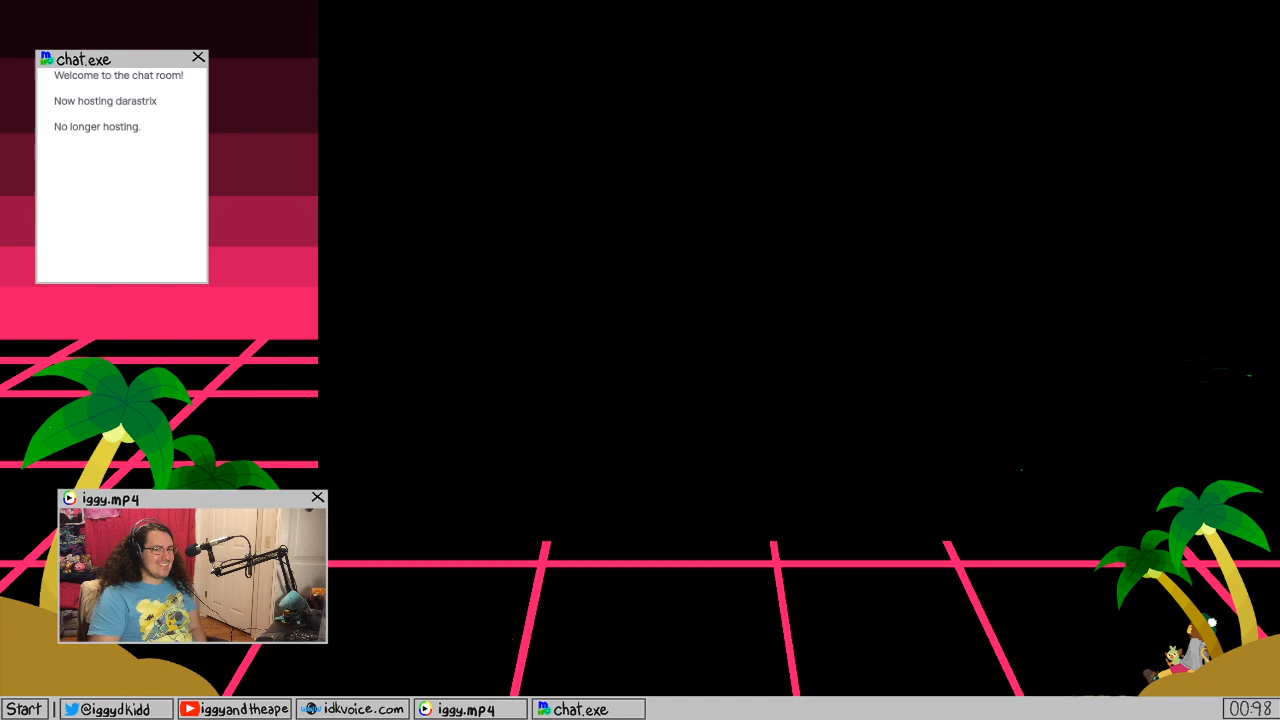 chat.exe
Welcome to the chat room!
Now hosting darastrix
No longer hosting.
iggy.mp4
Start | @iggydkidd iggyandtheape idkvoice.com iggy.mp4 chat.exe 00:98